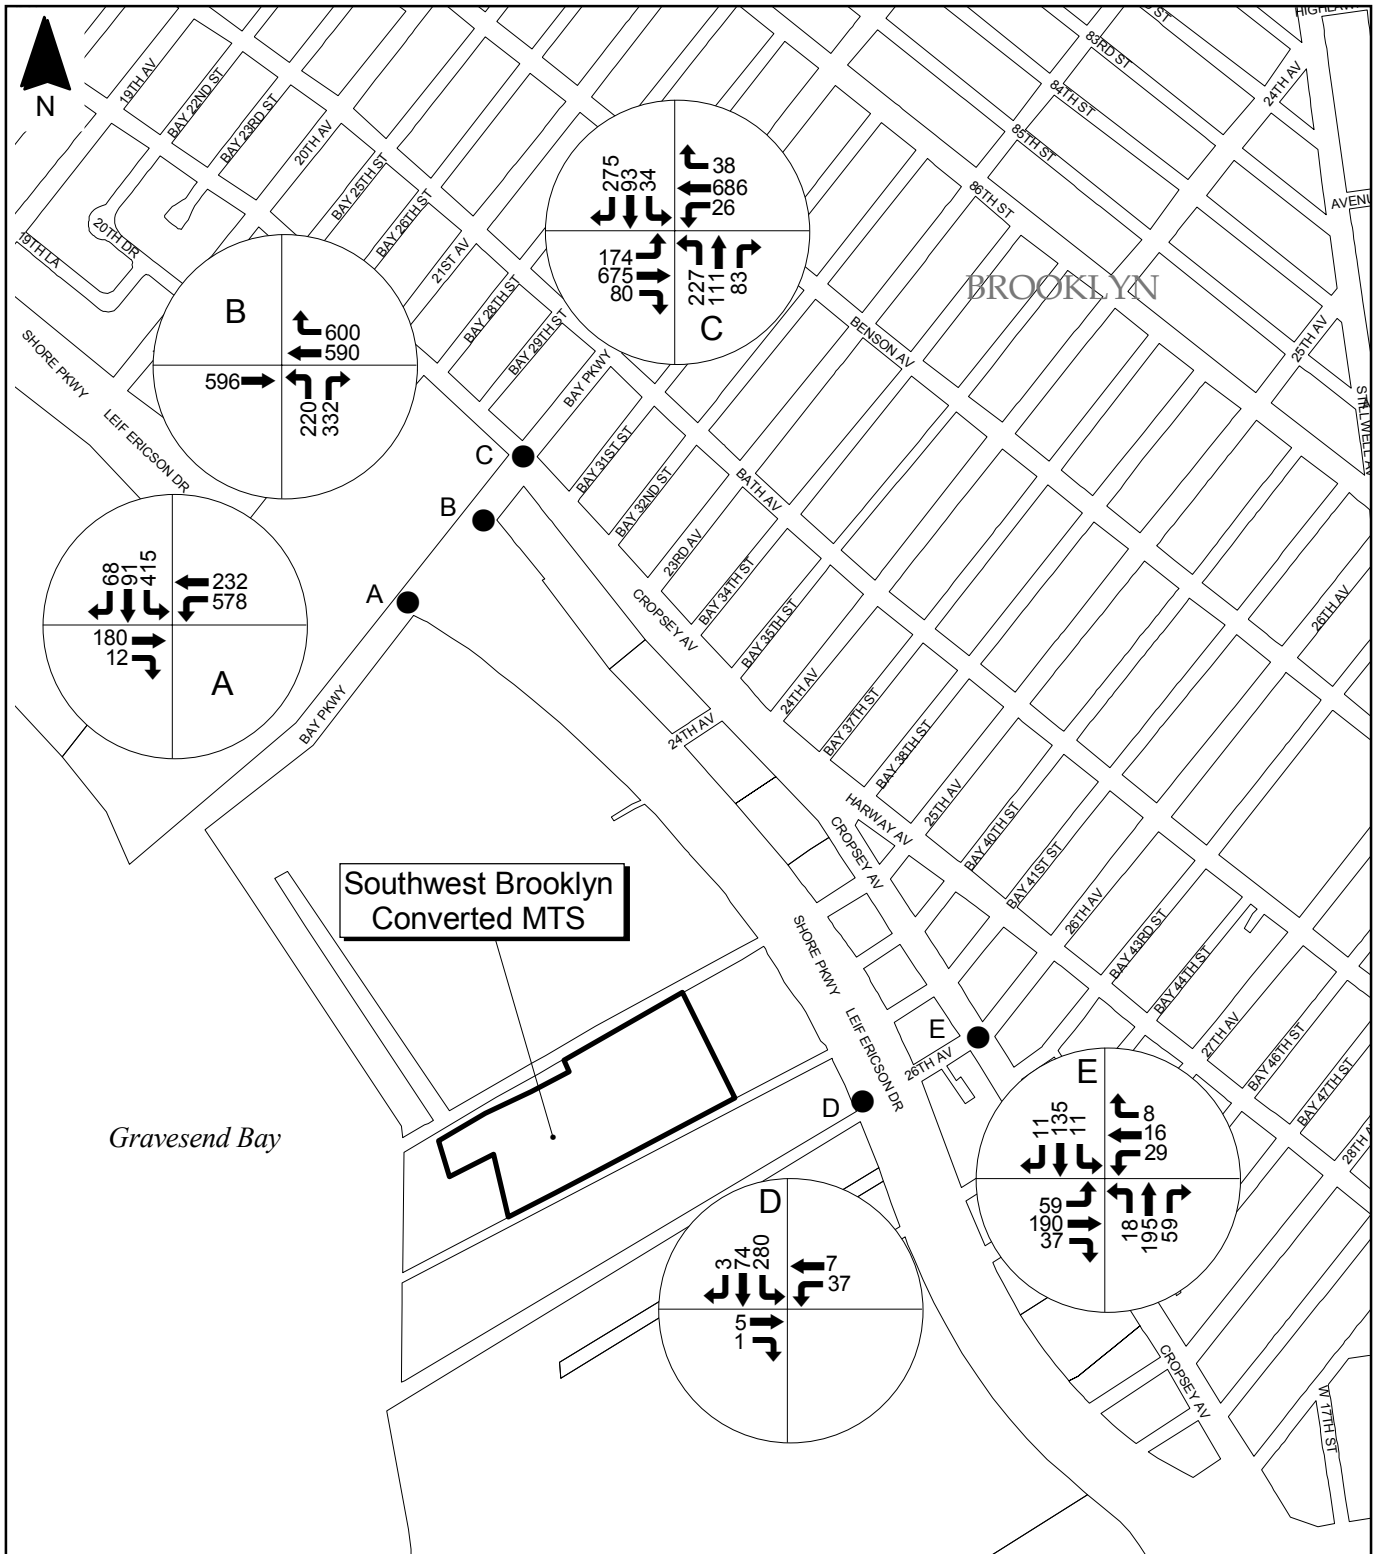 HIGHLAW
D ST
83RD ST
24TH AV
84TH ST
85TH ST
86TH ST
AVENU
N
19TH AV
BAY 22ND ST
BAY 23RD ST
20TH AV
BAY 25TH ST
BAY 26TH ST
21ST AV
BAY 28TH ST
BAY 29TH ST
BAY PKWY
20TH DR
19TH LA
275
93
34
38
686
26
174
675
80
227
111
83
C
BROOKLYN
BENSON AV
25TH AV
STILLWELL AV
B
600
590
596
220
332
SHORE PKWY
LEIF ERICSON DR
C
B
A
BAY 31ST ST
BAY 32ND ST
BATH AV
23RD AV
BAY 34TH ST
BAY 35TH ST
24TH AV
BAY 37TH ST
BAY 38TH ST
25TH AV
BAY 40TH ST
BAY 41ST ST
26TH AV
BAY 43RD ST
BAY 44TH ST
27TH AV
BAY 46TH ST
BAY 47TH ST
28TH A
26TH AV
68
91
415
232
578
180
12
A
CROPSEY AV
BAY PKWY
24TH AV
HARWAY AV
CROPSEY AV
Southwest Brooklyn
Converted MTS
SHORE PKWY
LEIF ERICSON DR
E
26TH AV
D
Gravesend Bay
E
11
135
11
8
16
29
59
190
37
18
195
59
D
3
74
280
7
37
5
1
CROPSEY AV
W 17TH ST